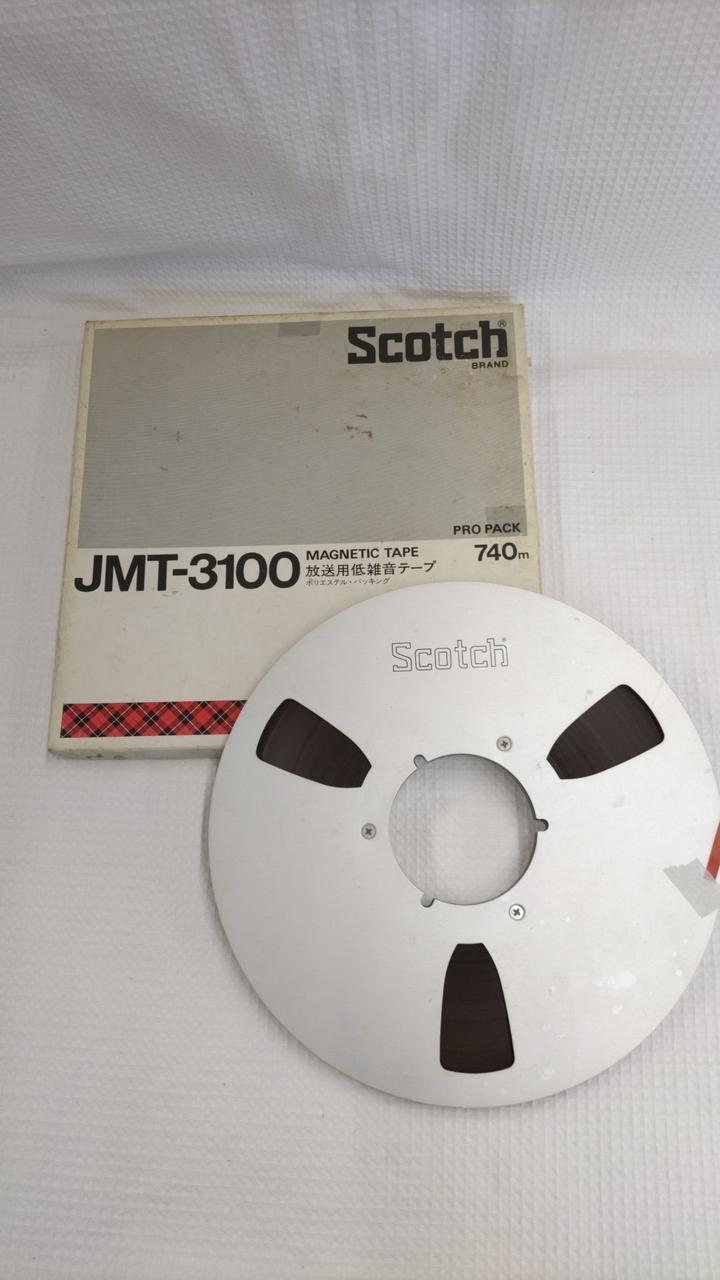 Scotch®
BRAND
PRO PACK
JMT-3100
MAGNETIC TAPE
740m
放送用低雑音テープ
ポリエステル・バッキング
Scotch®